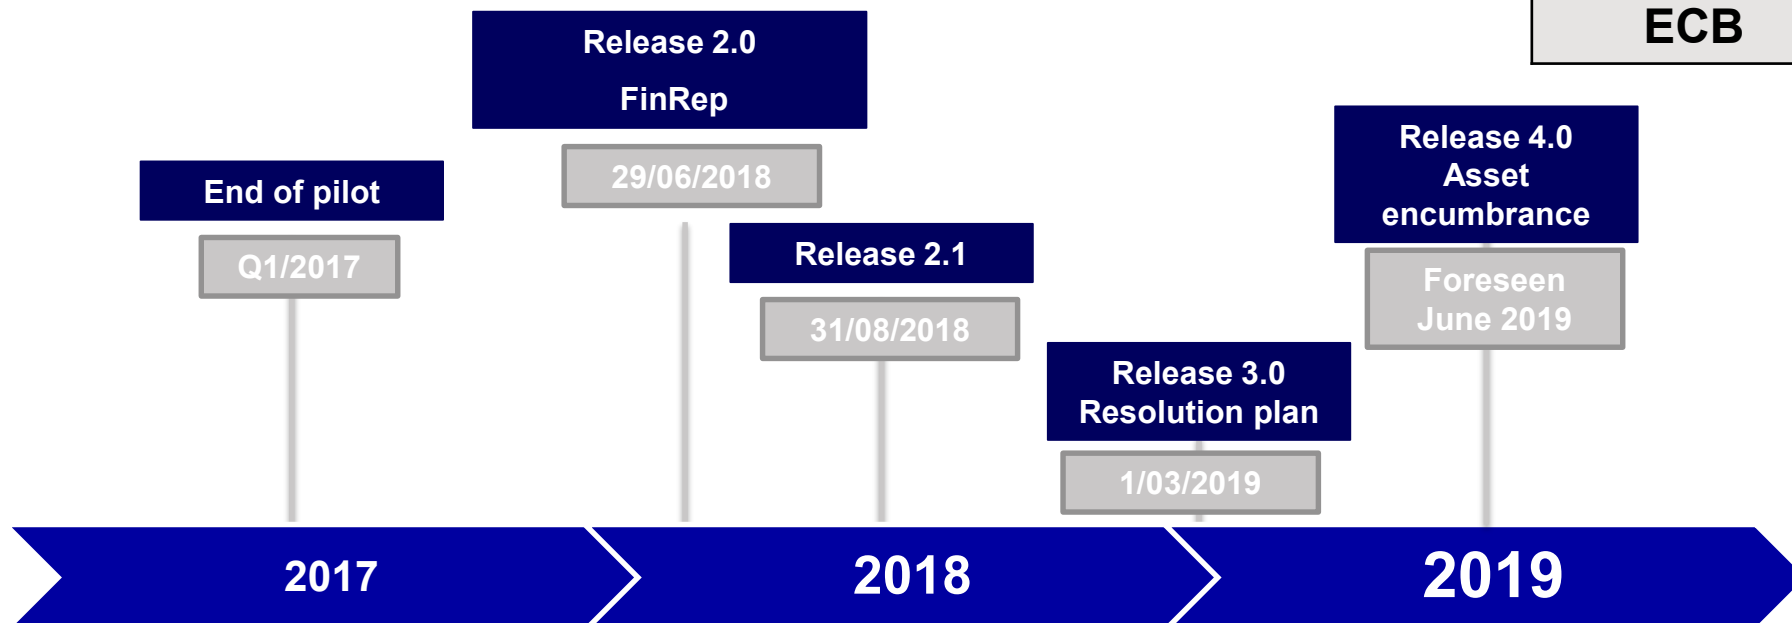 ECB
End of pilot
Q1/2017
Release 2.0
FinRep
29/06/2018
Release 2.1
31/08/2018
Release 3.0
Resolution plan
1/03/2019
Release 4.0
Asset
encumbrance
Foreseen
June 2019
2017
2018
2019